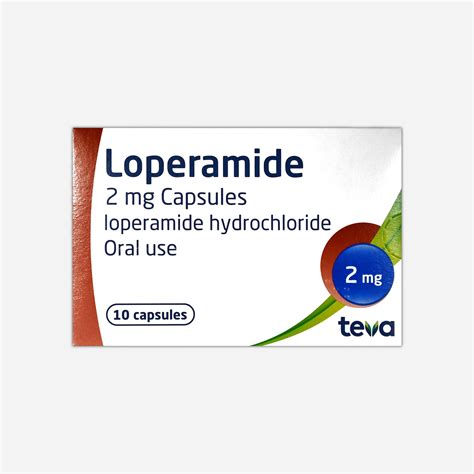 Loperamide
2 mg Capsules
loperamide hydrochloride
Oral use
2 mg
10 capsules
teva